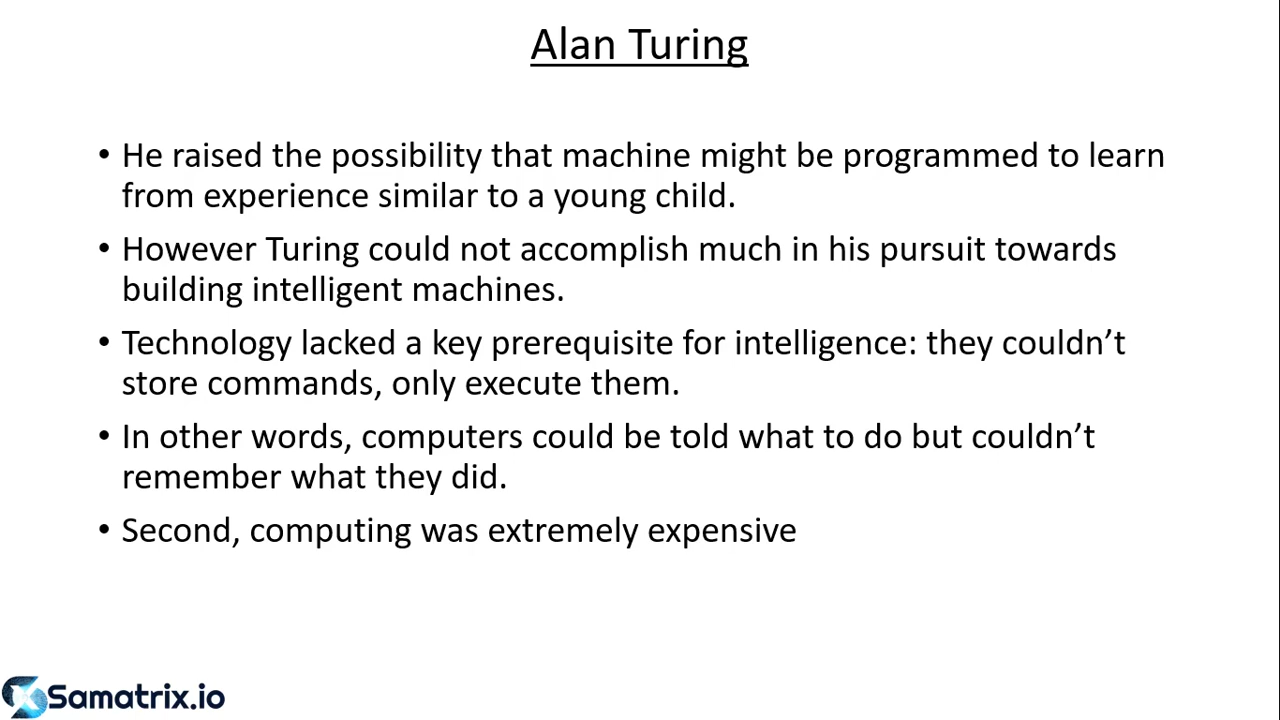 Alan Turing
• He raised the possibility that machine might be programmed to learn
from experience similar to a young child.
• However Turing could not accomplish much in his pursuit towards
building intelligent machines.
• Technology lacked a key prerequisite for intelligence: they couldn’t
store commands, only execute them.
• In other words, computers could be told what to do but couldn’t
remember what they did.
• Second, computing was extremely expensive
Samatrix.io